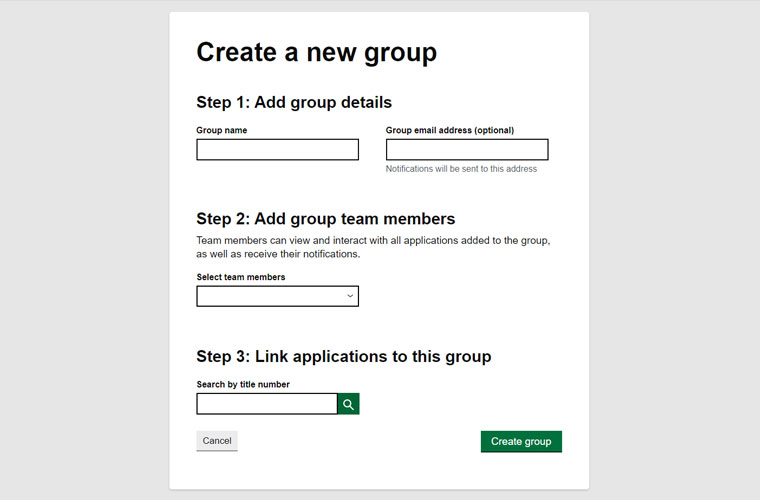 Create a new group
Step 1: Add group details
Group name
Group email address (optional)
Notifications will be sent to this address
Step 2: Add group team members
Team members can view and interact with all applications added to the group,
as well as receive their notifications.
Select team members
Step 3: Link applications to this group
Search by title number
Cancel
Create group